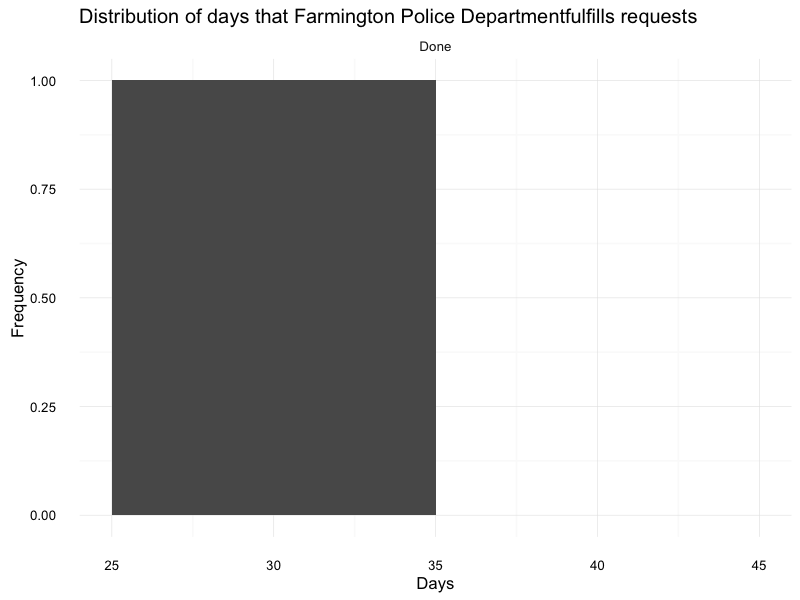 Distribution of days that Farmington Police Departmentfulfills requests
Done
1.00
0.75
0.50
0.25
0.00
Frequency
25 30 35 40 45
Days